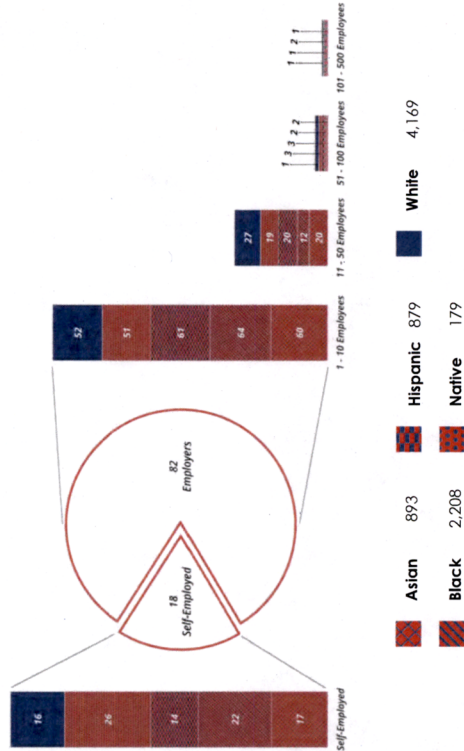 16
26
14
22
17
Self-Employed
18
Self-Employed
82
Employers
52
51
61
64
60
1 - 10 Employees
27
19
20
12
20
11 - 50 Employees
1 3 3 2 2
51 - 100 Employees
1 1 2 1
101 - 500 Employees
Asian 893 Hispanic 879 White 4,169
Black 2,208 Native 179